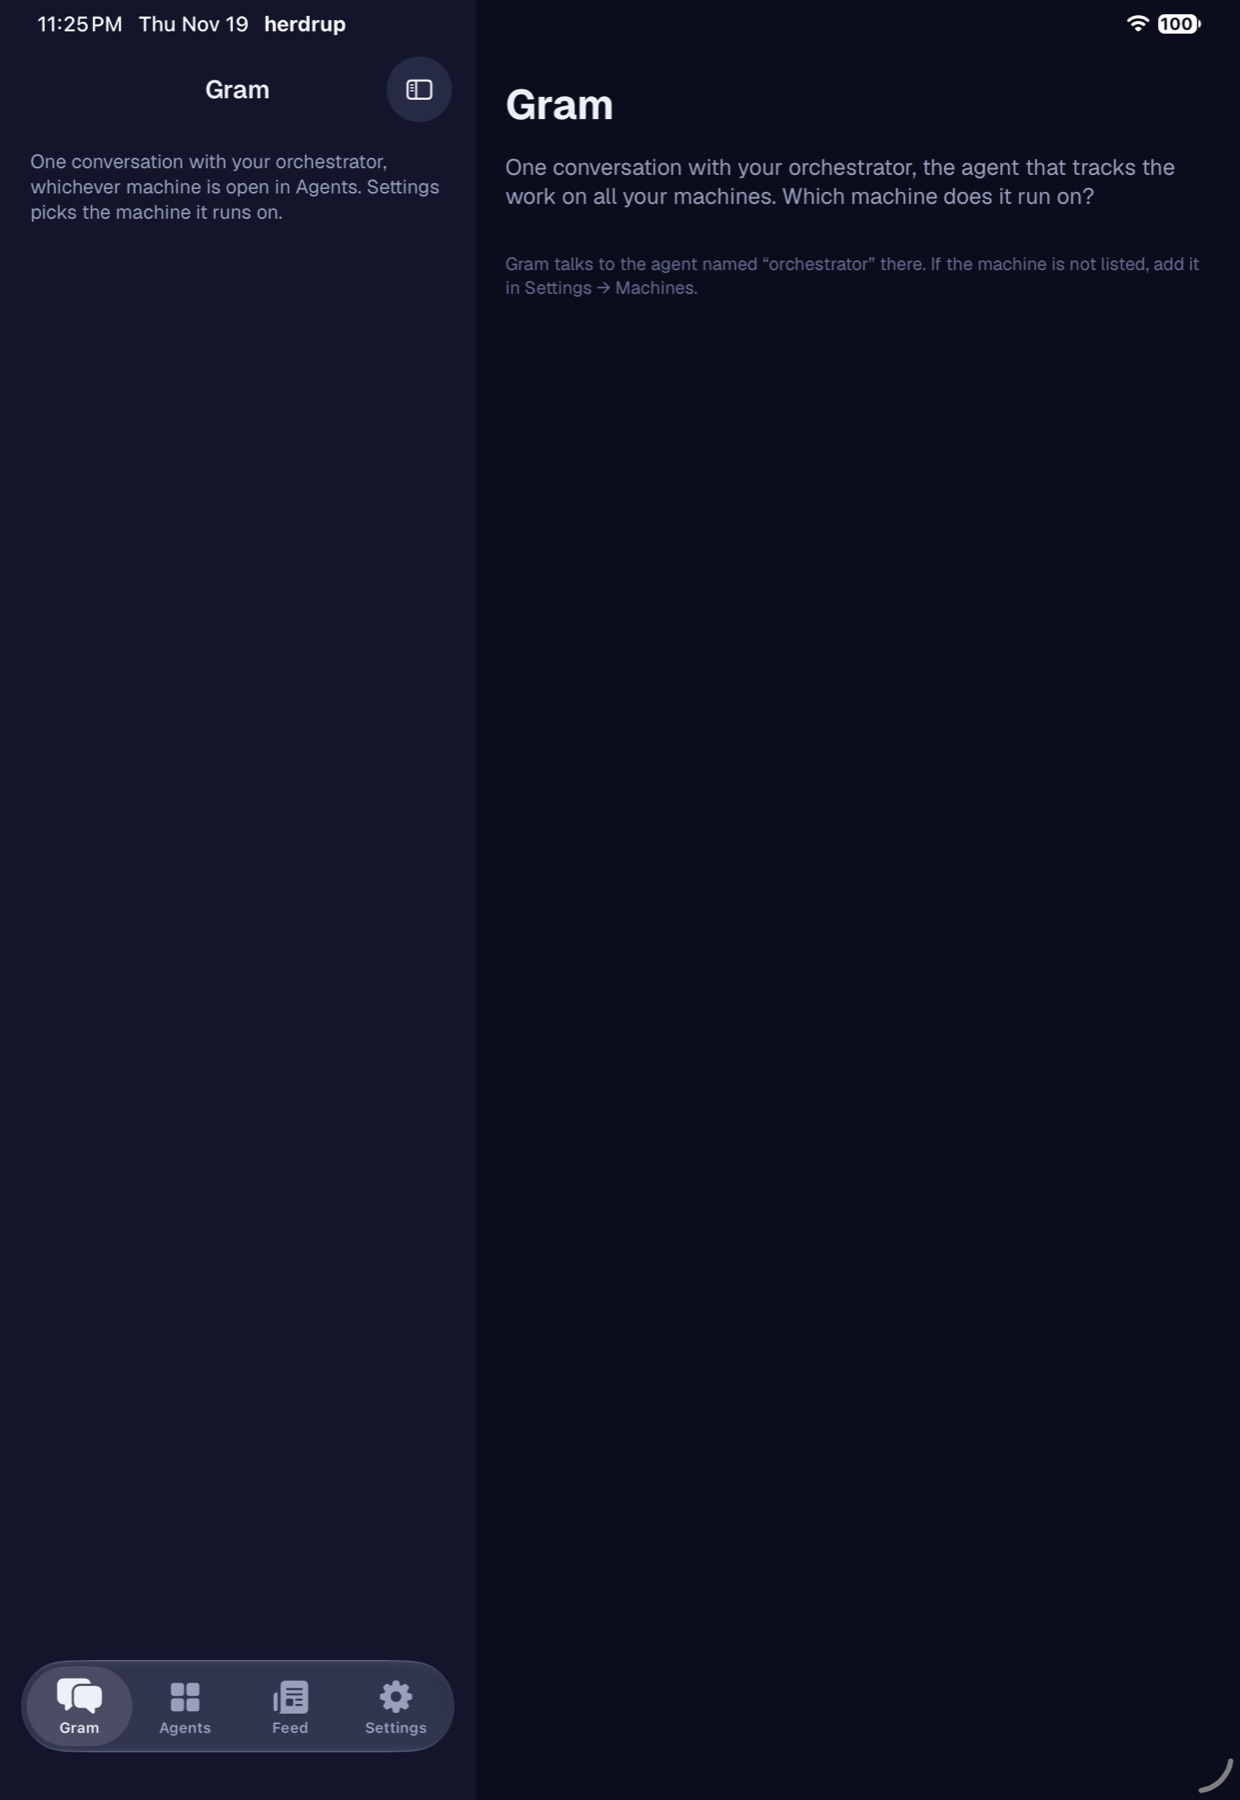 11:25 PM Thu Nov 19 herdrup
100
Gram
One conversation with your orchestrator,
whichever machine is open in Agents. Settings
picks the machine it runs on.
Gram
One conversation with your orchestrator, the agent that tracks the
work on all your machines. Which machine does it run on?
Gram talks to the agent named “orchestrator” there. If the machine is not listed, add it
in Settings → Machines.
Gram
Agents
Feed
Settings